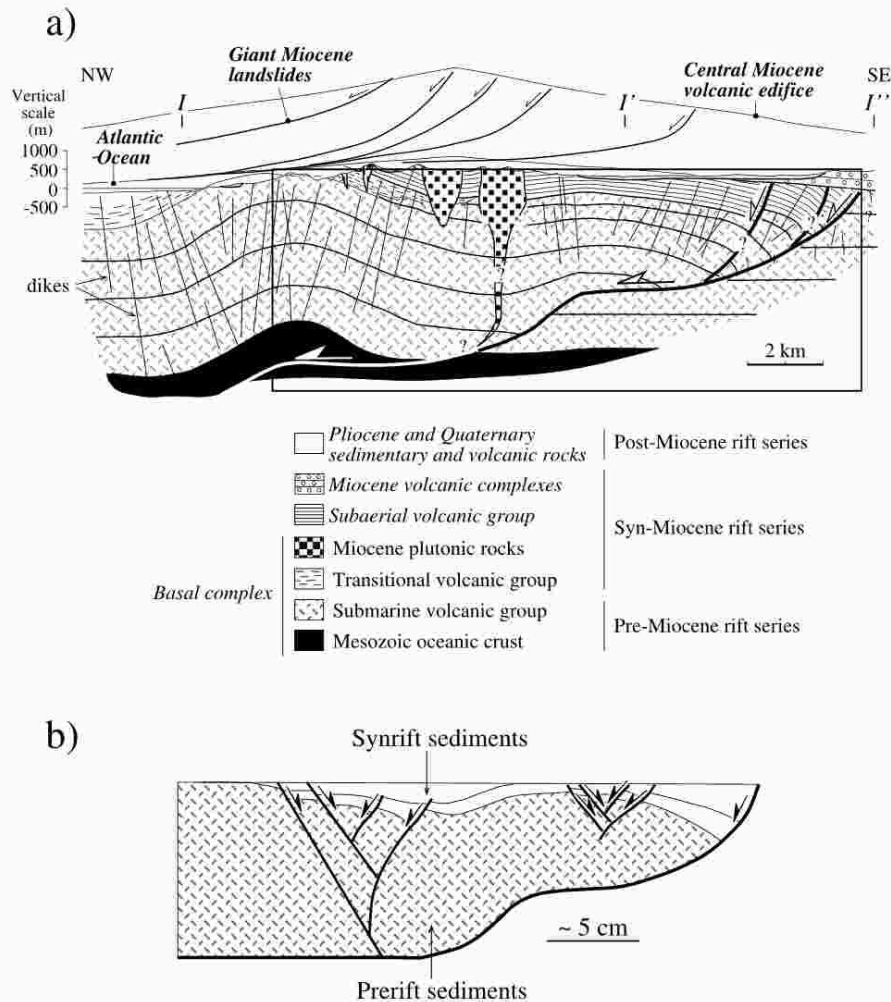 a)
NW
Giant Miocene
landslides
Central Miocene
volcanic edifice
SE
I
I'
I''
Vertical
scale
(m)
1000
500
0
-500
Atlantic
Ocean
?
?
?
?
?
?
dikes
2 km
Pliocene and Quaternary
sedimentary and volcanic rocks
Post-Miocene rift series
Miocene volcanic complexes
Subaerial volcanic group
Syn-Miocene rift series
Miocene plutonic rocks
Basal complex
Transitional volcanic group
Submarine volcanic group
Pre-Miocene rift series
Mesozoic oceanic crust
b)
Synrift sediments
~ 5 cm
Prerift sediments